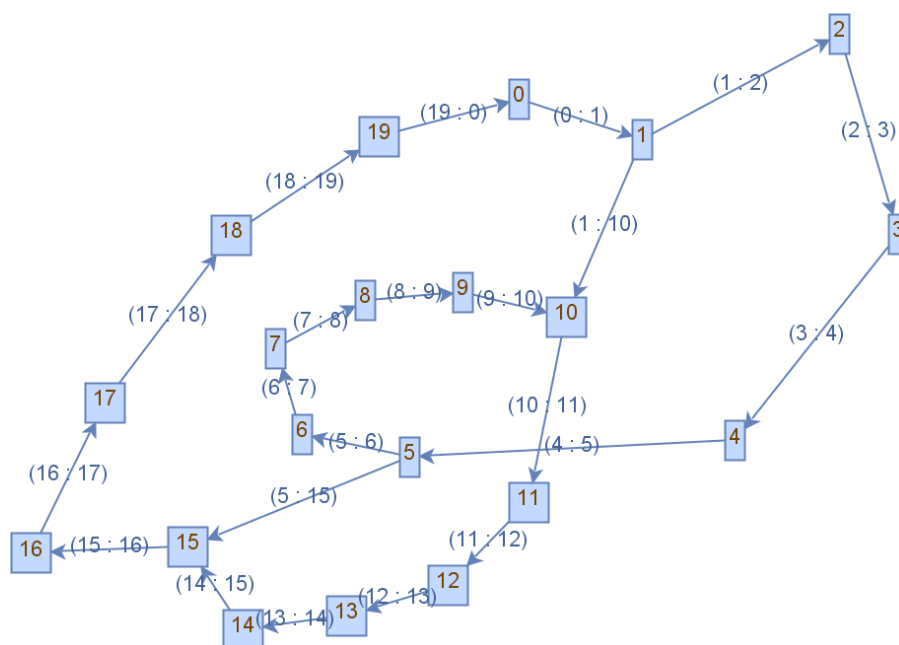 2
(1 : 2)
0
19
(19 : 0)
(0 : 1)
1
(2 : 3)
(18 : 19)
18
(1 : 10)
3
8
(8 : 9)
9
(9 : 10)
10
(17 : 18)
(7 : 8)
7
(3 : 4)
(6 : 7)
17
(10 : 11)
6
(5 : 6)
5
(4 : 5)
4
(16 : 17)
(5 : 15)
11
16
(15 : 16)
15
(11 : 12)
(14 : 15)
12
(12 : 13)
13
(13 : 14)
14